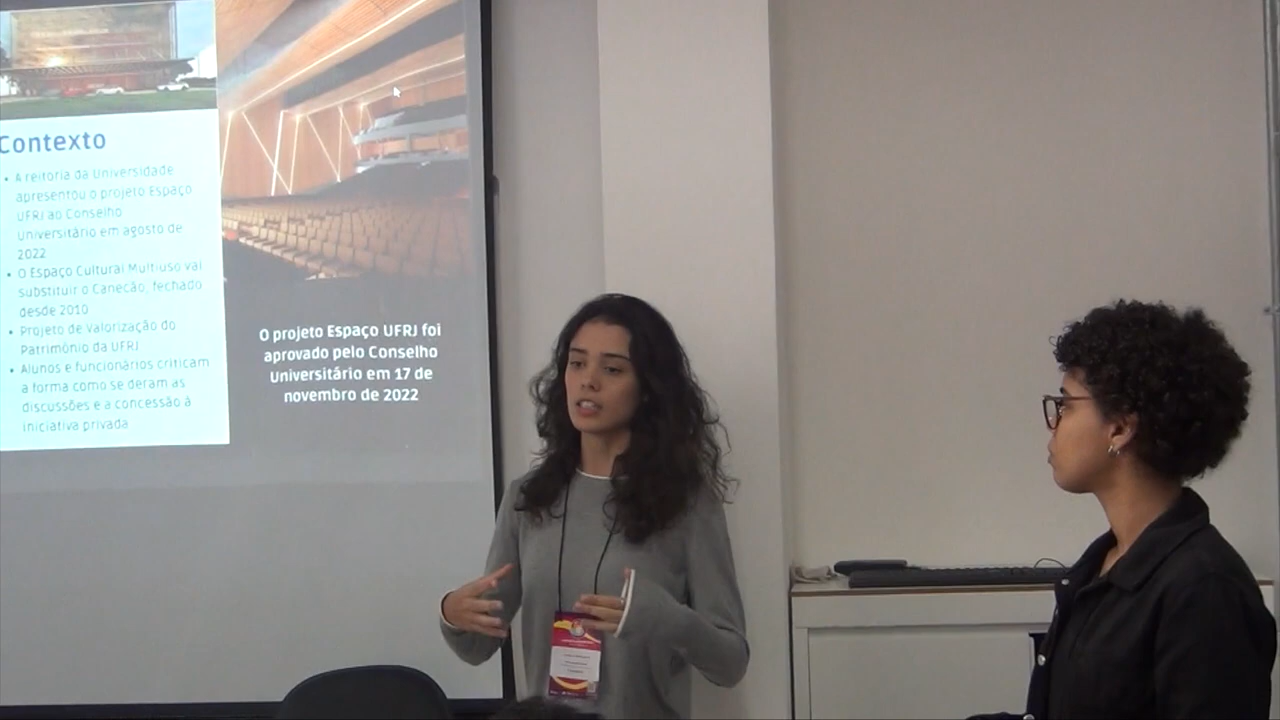 Contexto
• A reitoria da Universidade
apresentou o projeto Espaço
UFRJ ao Conselho
Universitário em agosto de
2022
• O Espaço Cultural Multiuso vai
substituir o Canecão, fechado
desde 2010
• Projeto de Valorização do
Patrimônio da UFRJ
• Alunos e funcionários criticam
a forma como se deram as
discussões e a concessão à
iniciativa privada
O projeto Espaço UFRJ foi
aprovado pelo Conselho
Universitário em 17 de
novembro de 2022